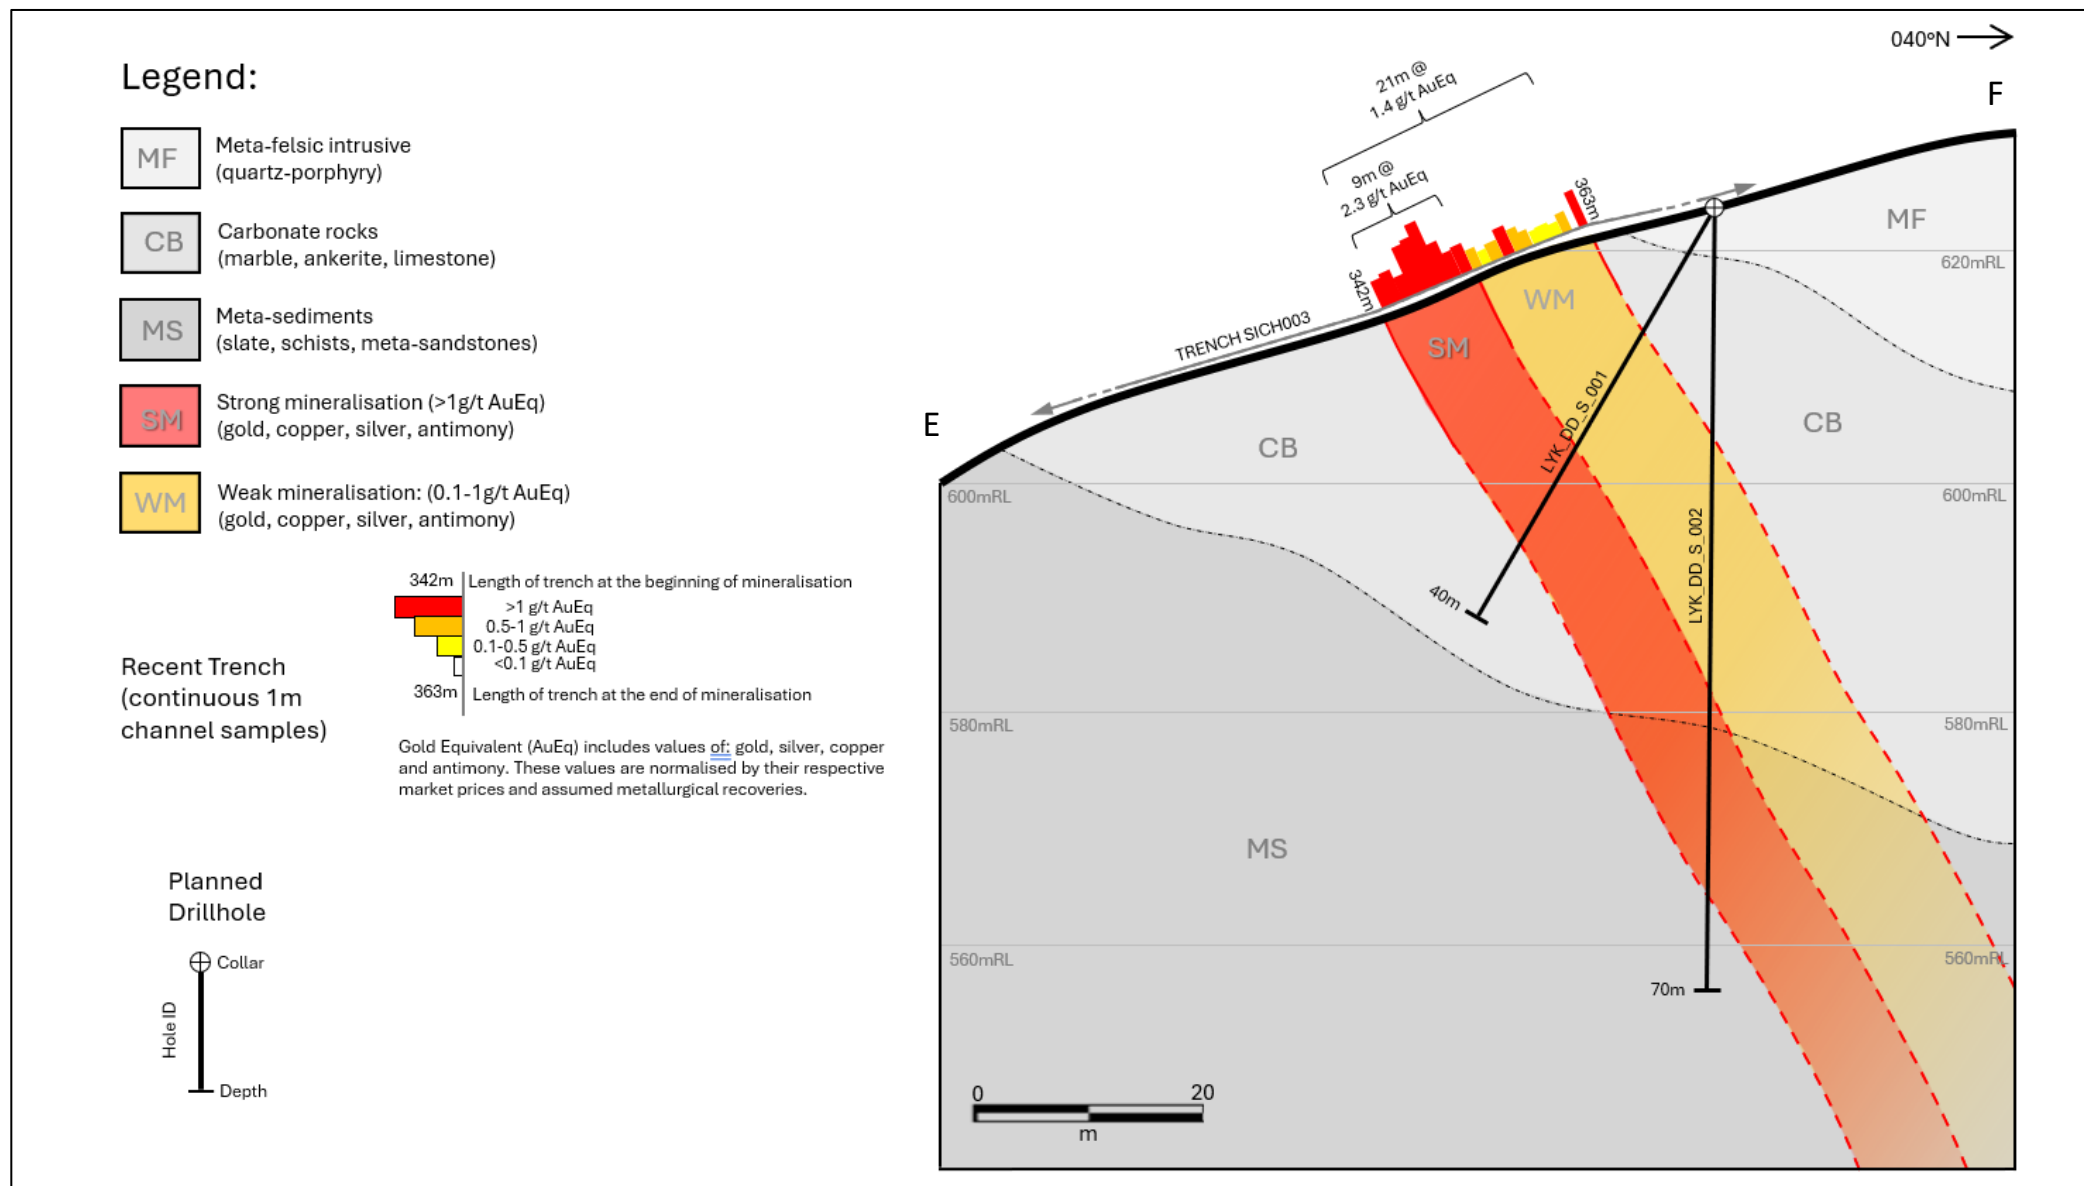 Legend:
MF
Meta-felsic intrusive
(quartz-porphyry)
CB
Carbonate rocks
(marble, ankerite, limestone)
MS
Meta-sediments
(slate, schists, meta-sandstones)
SM
Strong mineralisation (>1g/t AuEq)
(gold, copper, silver, antimony)
WM
Weak mineralisation: (0.1-1g/t AuEq)
(gold, copper, silver, antimony)
342m
Length of trench at the beginning of mineralisation
>1 g/t AuEq
0.5-1 g/t AuEq
0.1-0.5 g/t AuEq
<0.1 g/t AuEq
363m
Length of trench at the end of mineralisation
Recent Trench
(continuous 1m
channel samples)
Gold Equivalent (AuEq) includes values of: gold, silver, copper
and antimony. These values are normalised by their respective
market prices and assumed metallurgical recoveries.
Planned
Drillhole
Collar
Hole ID
Depth
040ºN
F
21m @
1.4 g/t AuEq
9m @
2.3 g/t AuEq
342m
363m
TRENCH SICH003
E
MF
620mRL
WM
SM
CB
CB
LYK_DD_S_001
LYK_DD_S_002
600mRL
600mRL
40m
580mRL
580mRL
MS
560mRL
560mRL
70m
0
20
m